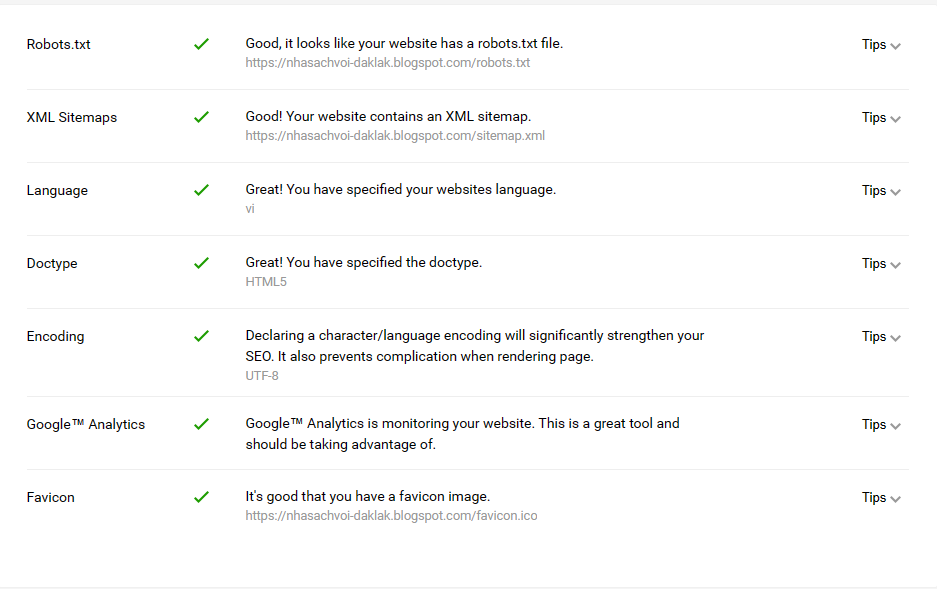 Robots.txt
Good, it looks like your website has a robots.txt file.
Tips
https://nhasachvoi-daklak.blogspot.com/robots.txt
XML Sitemaps
Good! Your website contains an XML sitemap.
Tips
https://nhasachvoi-daklak.blogspot.com/sitemap.xml
Language
Great! You have specified your websites language.
Tips
vi
Doctype
Great! You have specified the doctype.
Tips
HTML5
Encoding
Declaring a character/language encoding will significantly strengthen your
Tips
SEO. It also prevents complication when rendering page.
UTF-8
Google™ Analytics
Google™ Analytics is monitoring your website. This is a great tool and
Tips
should be taking advantage of.
Favicon
It's good that you have a favicon image.
Tips
https://nhasachvoi-daklak.blogspot.com/favicon.ico